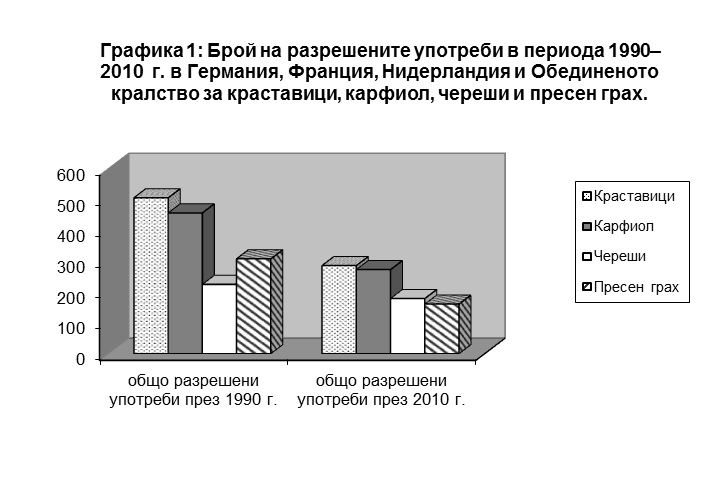 Графика 1: Брой на разрешените употреби в периода 1990–
2010 г. в Германия, Франция, Нидерландия и Обединеното
кралство за краставици, карфиол, череши и пресен грах.
600
500
400
300
200
100
0
общо разрешени
употреби през 1990 г.
общо разрешени
употреби през 2010 г.
Краставици
Карфиол
Череши
Пресен грах